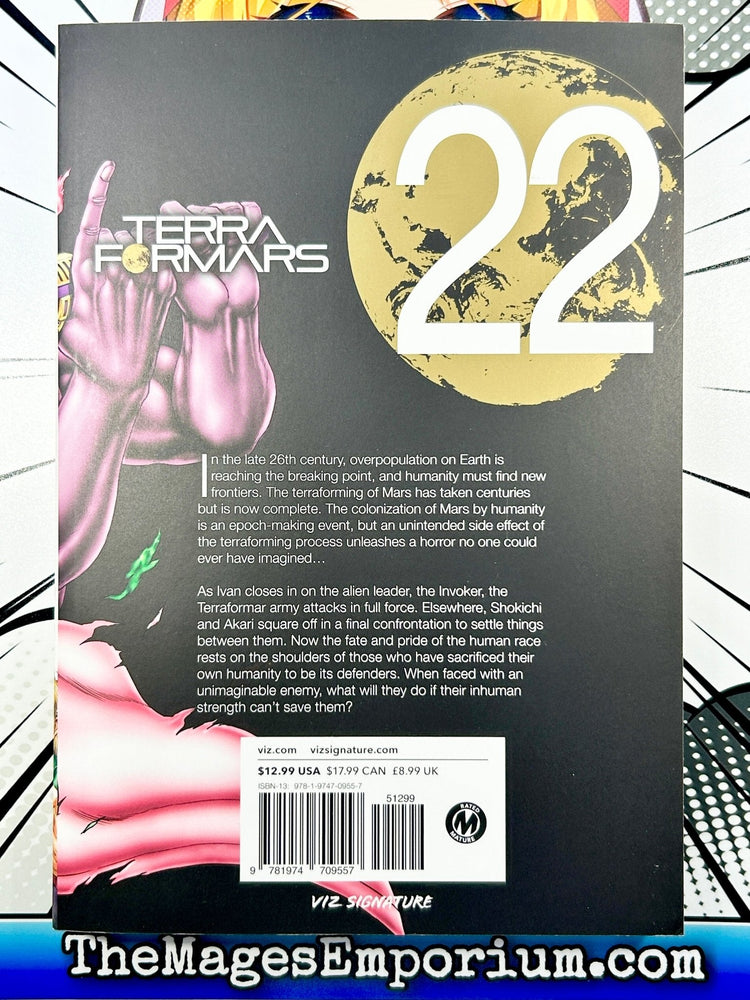 22
TERRA
FORMARS
In the late 26th century, overpopulation on Earth is
reaching the breaking point, and humanity must find new
frontiers. The terraforming of Mars has taken centuries
but is now complete. The colonization of Mars by humanity
is an epoch-making event, but an unintended side effect of
the terraforming process unleashes a horror no one could
ever have imagined...
As Ivan closes in on the alien leader, the Invoker, the
Terraformar army attacks in full force. Elsewhere, Shokichi
and Akari square off in a final confrontation to settle things
between them. Now the fate and pride of the human race
rests on the shoulders of those who have sacrificed their
own humanity to be its defenders. When faced with an
unimaginable enemy, what will they do if their inhuman
strength can't save them?
viz.com vizsignature.com
$12.99 USA $17.99 CAN £8.99 UK
ISBN-13: 978-1-9747-0955-7
51299
RATED
M
MATURE
9 781974 709557
VIZ SIGNATURE
TheMagesEmporium.com